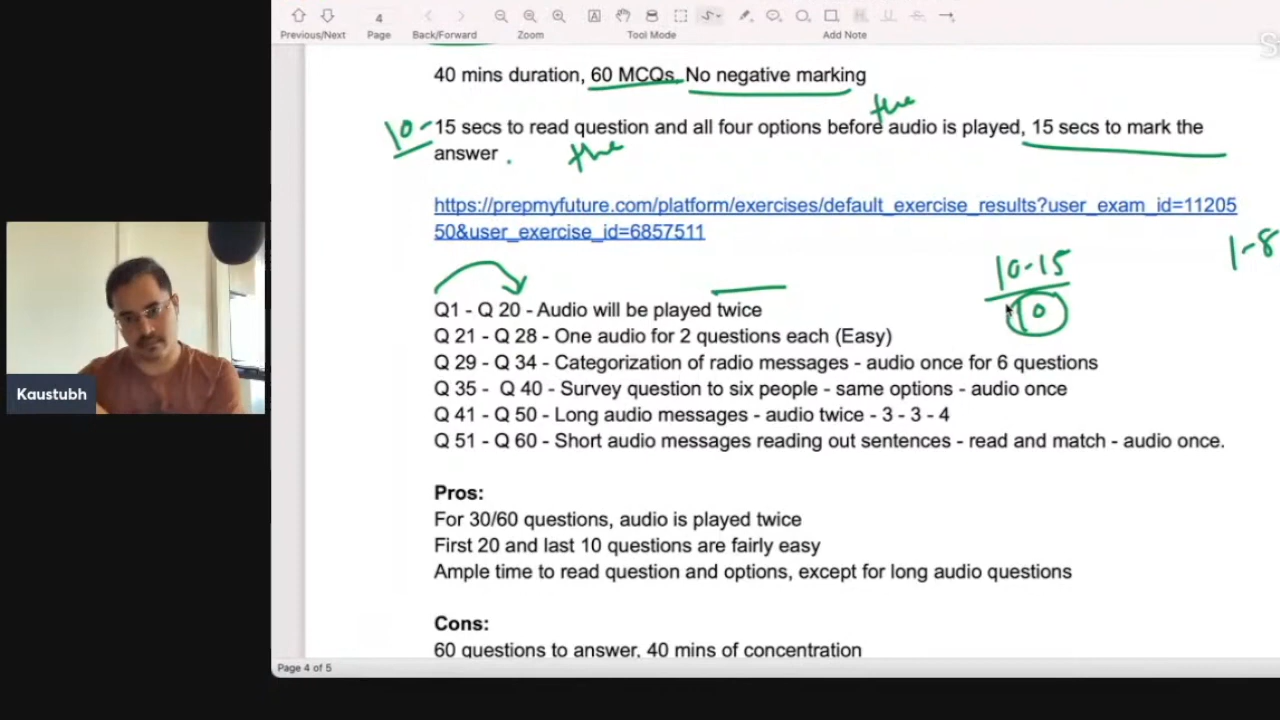 4
Previous/Next Page Back/Forward Zoom Tool Mode Add Note
S
40 mins duration, 60 MCQs. No negative marking
the
10- 15 secs to read question and all four options before audio is played, 15 secs to mark the
answer .
the
https://prepmyfuture.com/platform/exercises/default_exercise_results?user_exam_id=11205
50&user_exercise_id=6857511
1-8
10-15
0
Q1 - Q 20 - Audio will be played twice
Q 21 - Q 28 - One audio for 2 questions each (Easy)
Q 29 - Q 34 - Categorization of radio messages - audio once for 6 questions
Q 35 - Q 40 - Survey question to six people - same options - audio once
Kaustubh
Q 41 - Q 50 - Long audio messages - audio twice - 3 - 3 - 4
Q 51 - Q 60 - Short audio messages reading out sentences - read and match - audio once.
Pros:
For 30/60 questions, audio is played twice
First 20 and last 10 questions are fairly easy
Ample time to read question and options, except for long audio questions
Cons:
60 questions to answer, 40 mins of concentration
Page 4 of 5